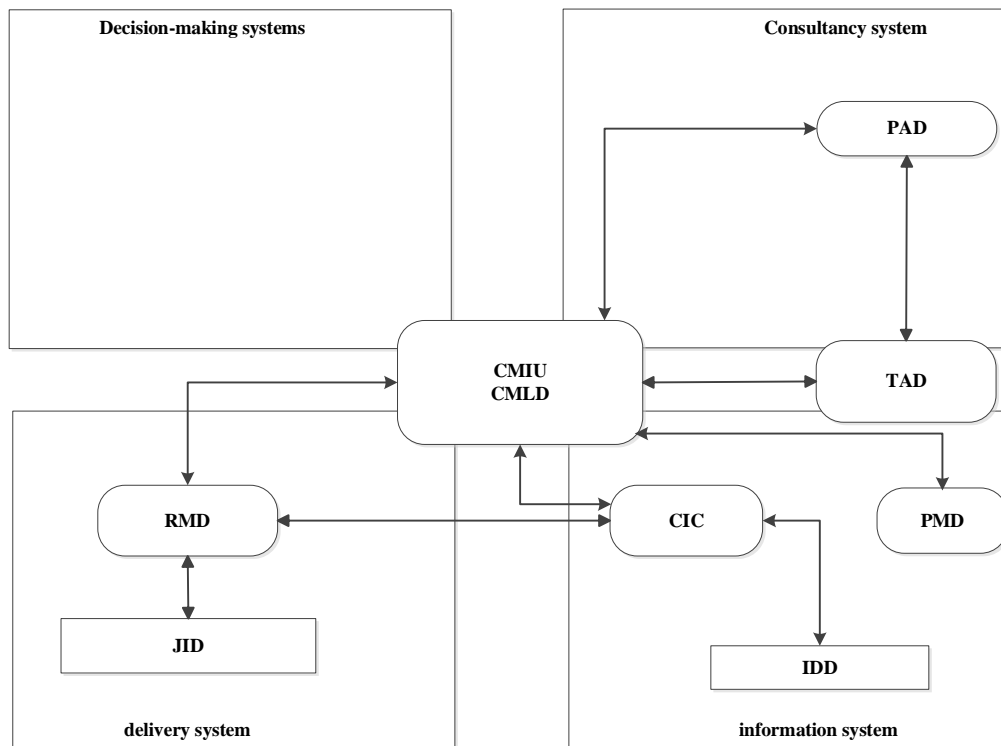 Decision-making systems
Consultancy system
PAD
CMIU
CMLD
TAD
RMD
CIC
PMD
JID
IDD
delivery system
information system